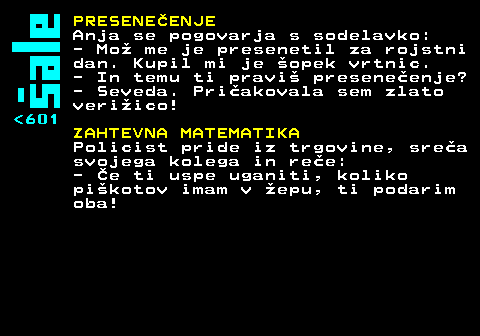 šale
<601
PRESENEČENJE
Anja se pogovarja s sodelavko:
- Mož me je presenetil za rojstni
dan. Kupil mi je šopek vrtnic.
- In temu ti praviš presenečenje?
- Seveda. Pričakovala sem zlato
verižico!
ZAHTEVNA MATEMATIKA
Policist pride iz trgovine, sreča
svojega kolega in reče:
- Če ti uspe uganiti, koliko
piškotov imam v žepu, ti podarim
oba!